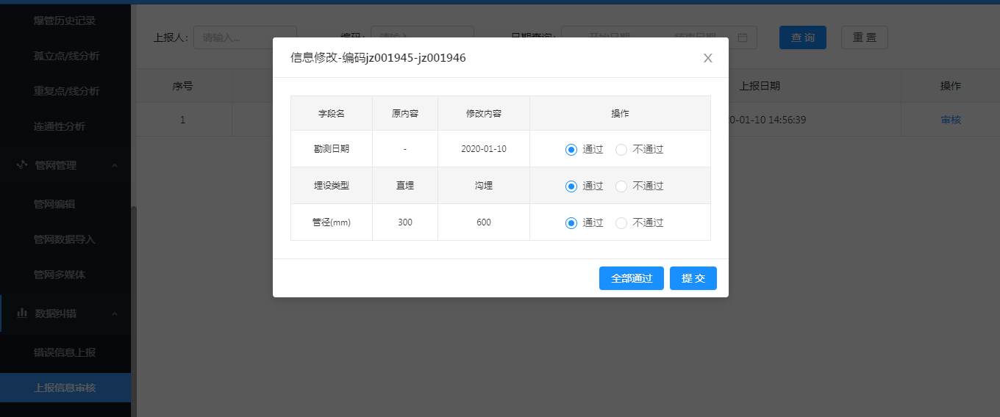 爆管历史记录
孤立点/线分析
重复点/线分析
连通性分析
管网管理
管网编辑
管网数据导入
管网多媒体
数据纠错
错误信息上报
上报信息审核
上报人: 请输入... 编码: 请输入 日期查询: 开始日期 结束日期 查 询 重 置
序号 上报日期 操作
1 0-01-10 14:56:39 审核
信息修改-编码jz001945-jz001946
字段名 原内容 修改内容 操作
勘测日期 - 2020-01-10 通过 不通过
埋设类型 直埋 沟埋 通过 不通过
管径(mm) 300 600 通过 不通过
全部通过 提 交